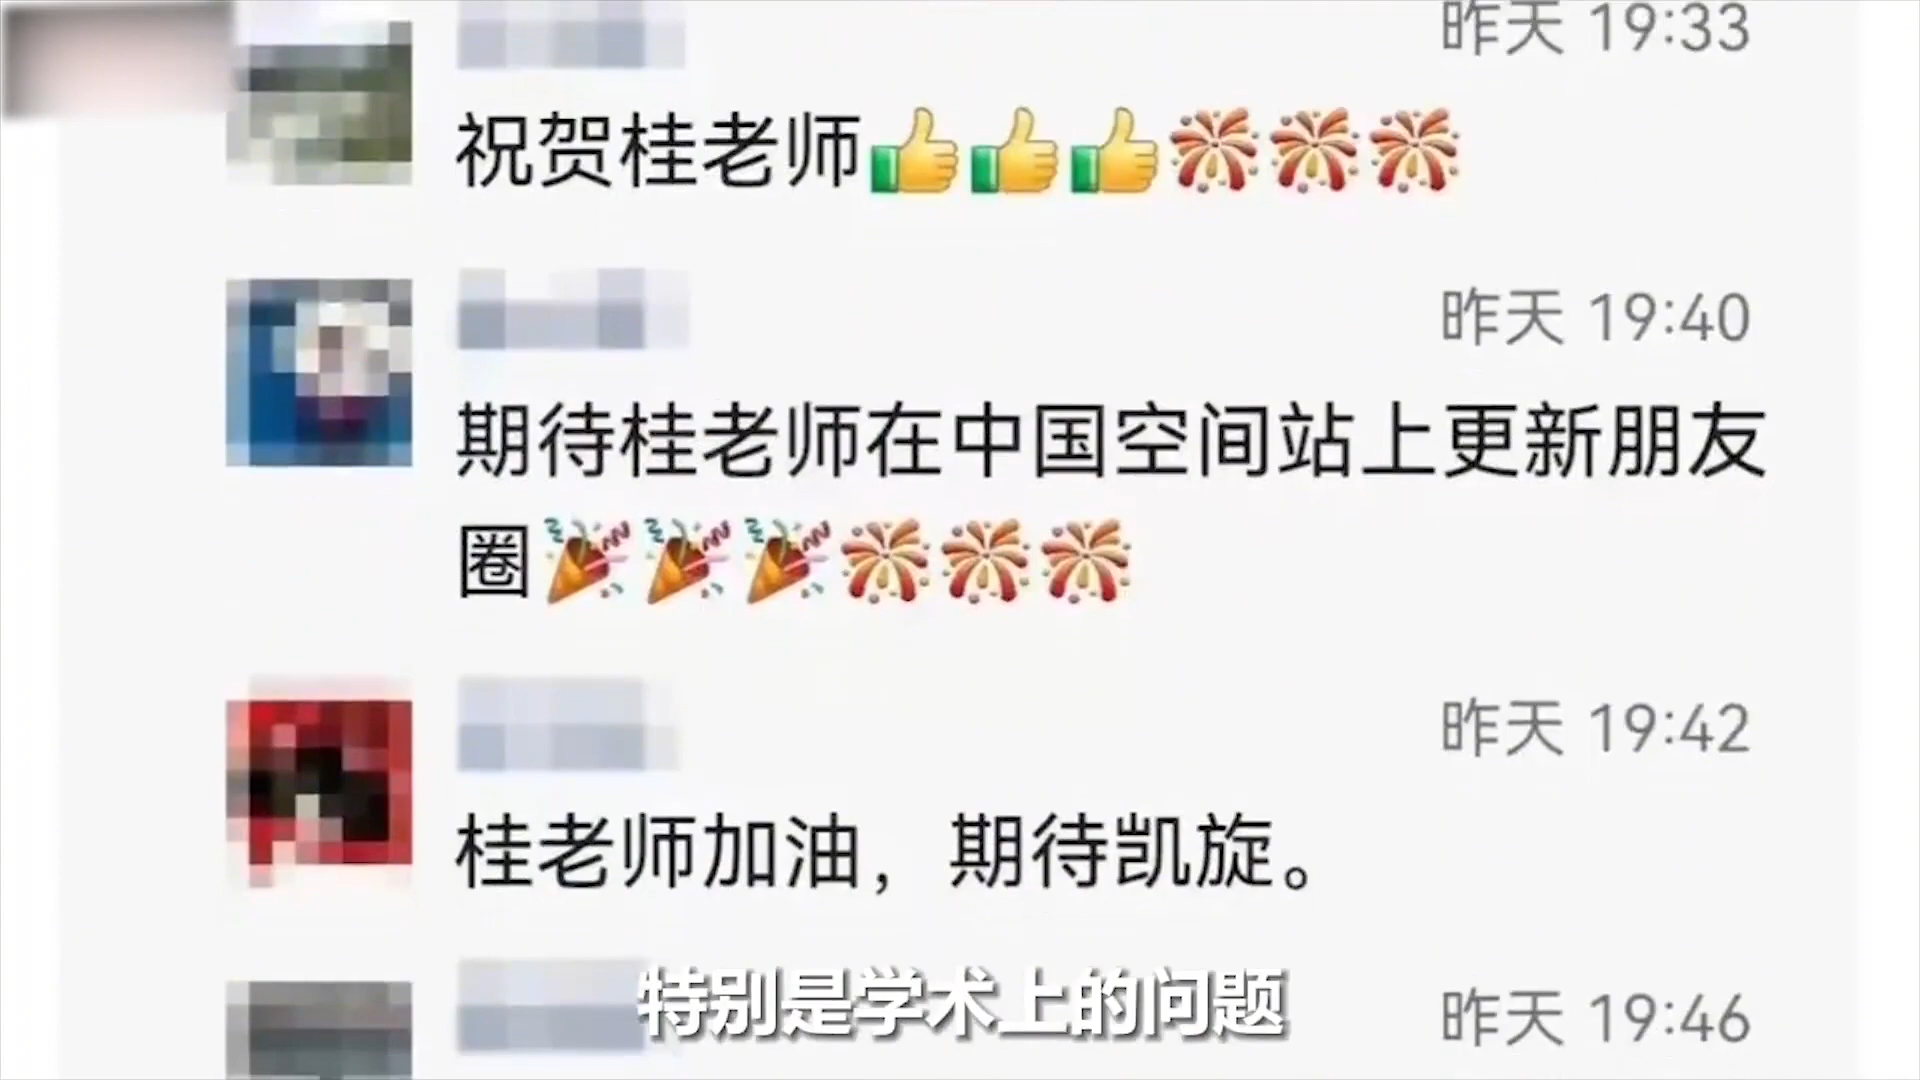 昨天 19:33
祝贺桂老师👍👍👍🎆🎆🎆
昨天 19:40
期待桂老师在中国空间站上更新朋友
圈🎉🎉🎉🎆🎆🎆
昨天 19:42
桂老师加油，期待凯旋。
特别是学术上的问题
昨天 19:46